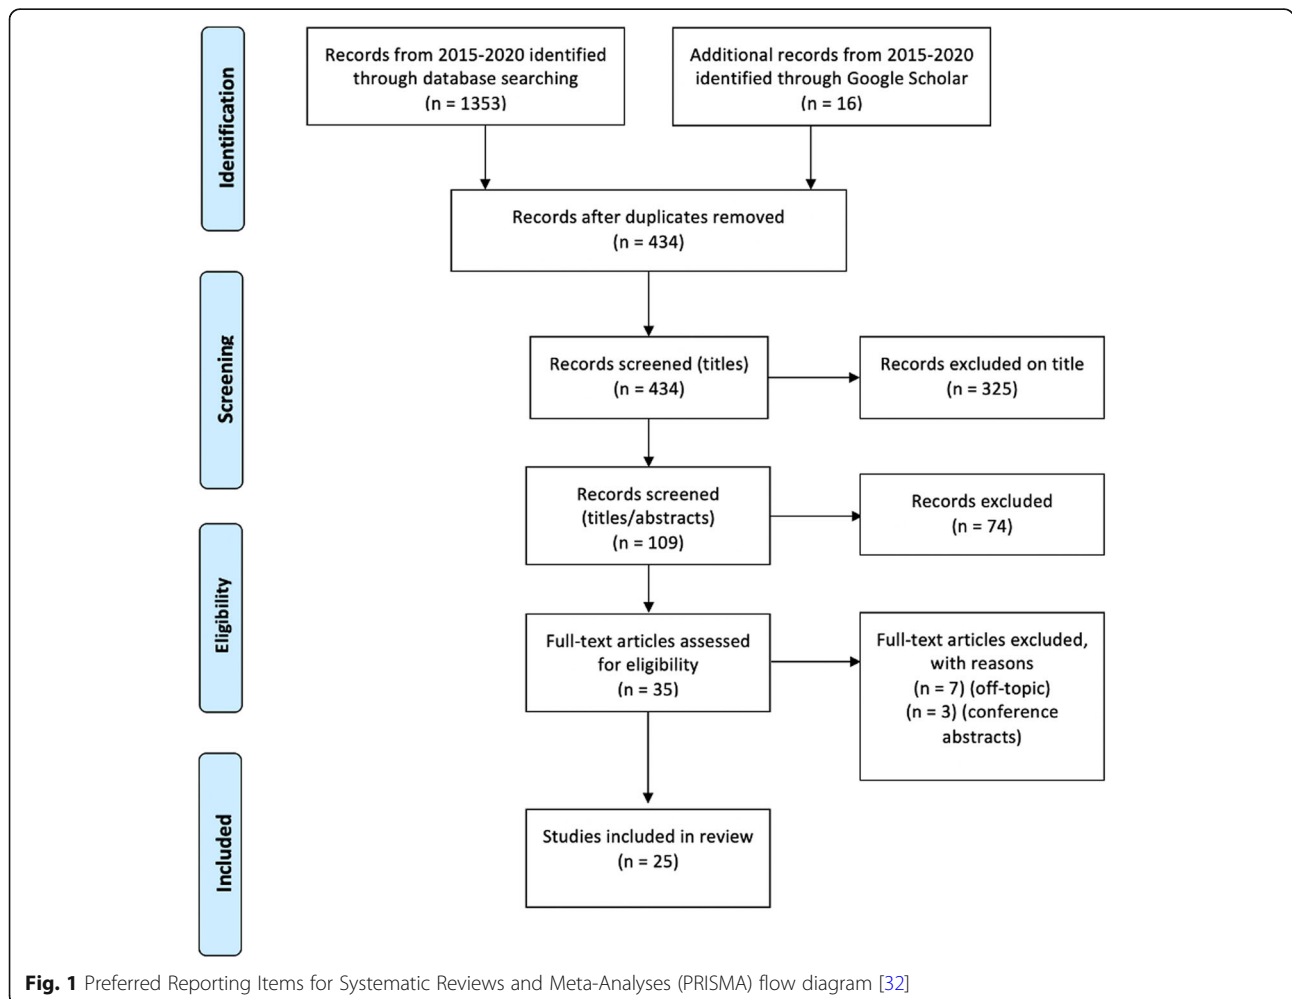 Identification
Records from 2015-2020 identified
through database searching
(n = 1353)
Additional records from 2015-2020
identified through Google Scholar
(n = 16)
Records after duplicates removed
(n = 434)
Screening
Records screened (titles)
(n = 434)
Records excluded on title
(n = 325)
Records screened
(titles/abstracts)
(n = 109)
Records excluded
(n = 74)
Eligibility
Full-text articles assessed
for eligibility
(n = 35)
Full-text articles excluded,
with reasons
(n = 7) (off-topic)
(n = 3) (conference
abstracts)
Included
Studies included in review
(n = 25)
Fig. 1 Preferred Reporting Items for Systematic Reviews and Meta-Analyses (PRISMA) flow diagram [32]